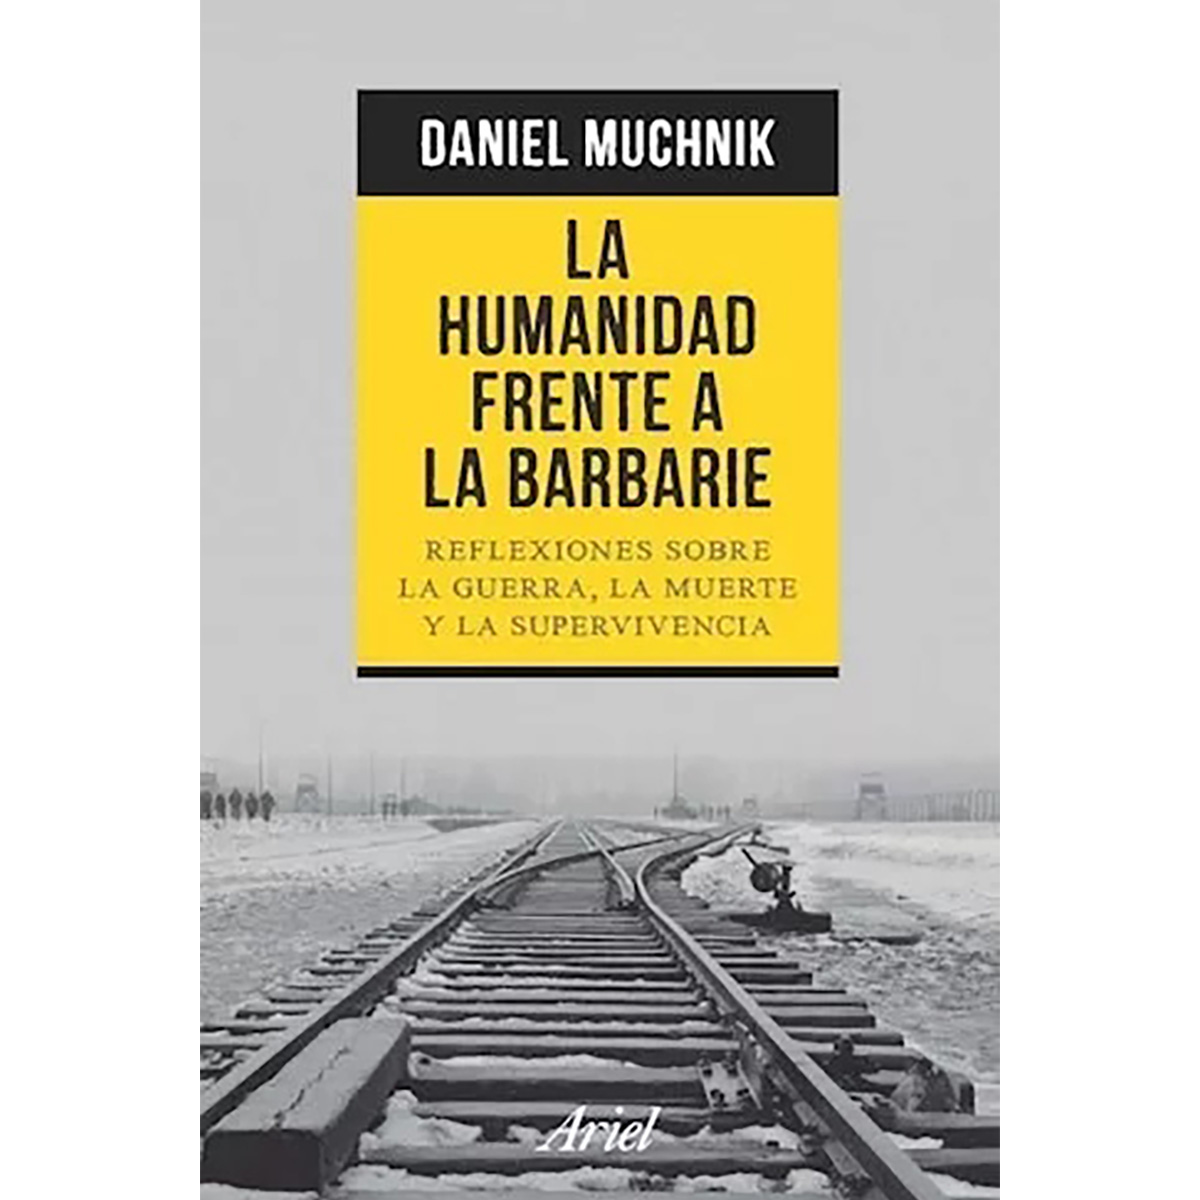 DANIEL MUCHNIK
LA
HUMANIDAD
FRENTE A
LA BARBARIE
REFLEXIONES SOBRE
LA GUERRA, LA MUERTE
Y LA SUPERVIVENCIA
Ariel